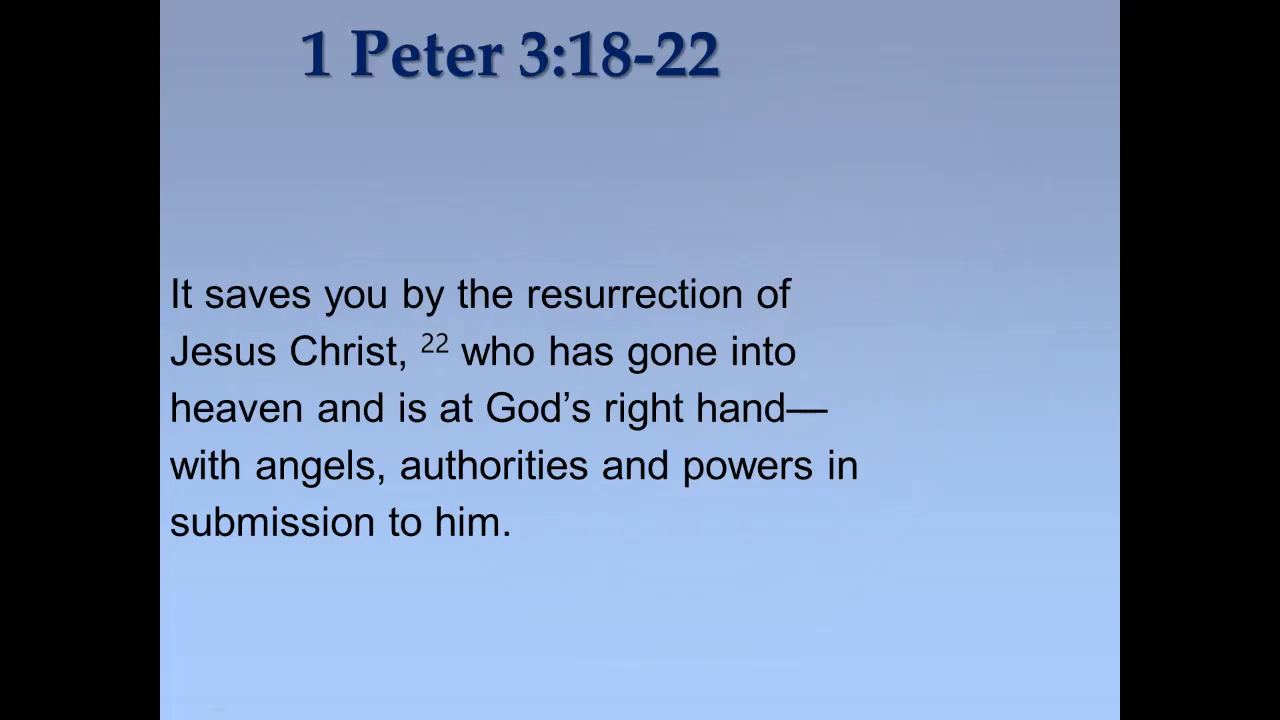 1 Peter 3:18-22
It saves you by the resurrection of
Jesus Christ, 22 who has gone into
heaven and is at God’s right hand—
with angels, authorities and powers in
submission to him.